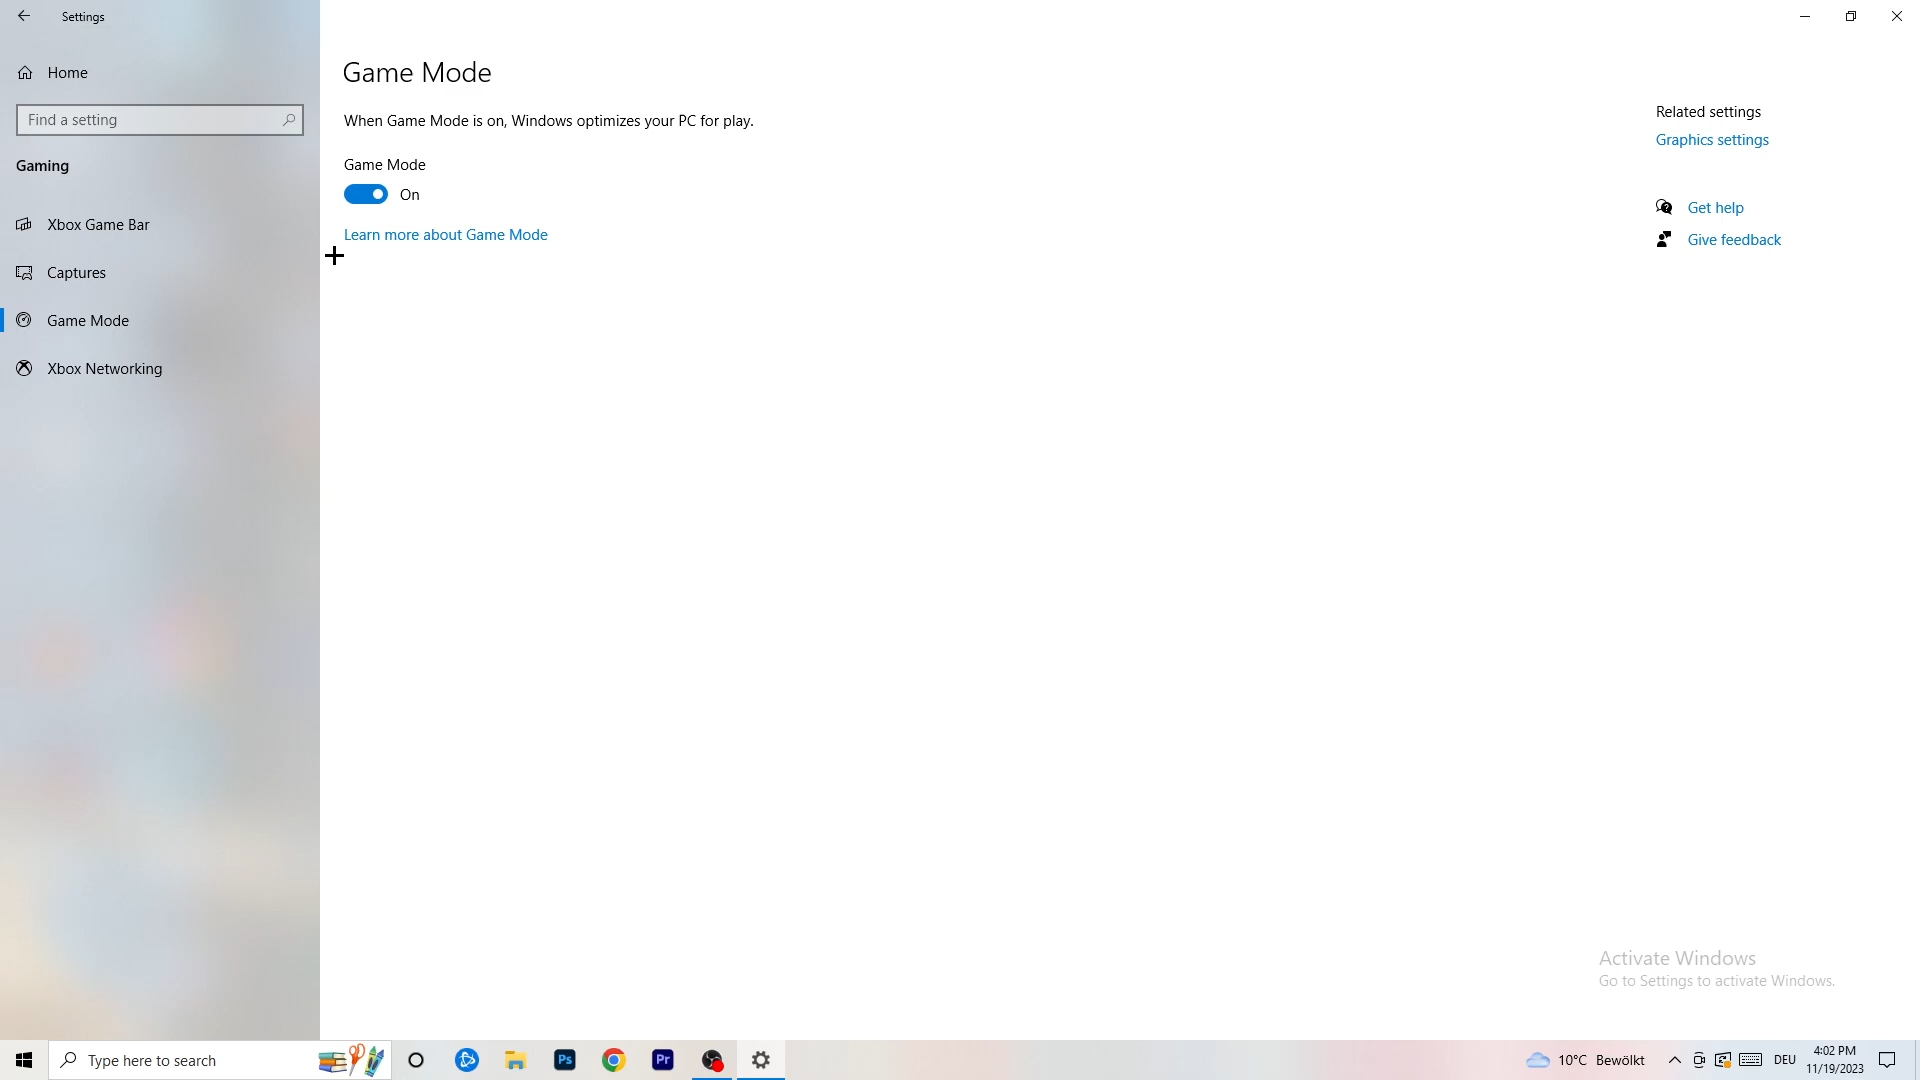 Settings
Home
Find a setting
Gaming
Xbox Game Bar
Captures
Game Mode
Xbox Networking
Game Mode
When Game Mode is on, Windows optimizes your PC for play.
Game Mode
On
Learn more about Game Mode
Related settings
Graphics settings
Get help
Give feedback
Activate Windows
Go to Settings to activate Windows.
Type here to search
Ps
Pr
10°C Bewölkt
DEU
4:02 PM
11/19/2023